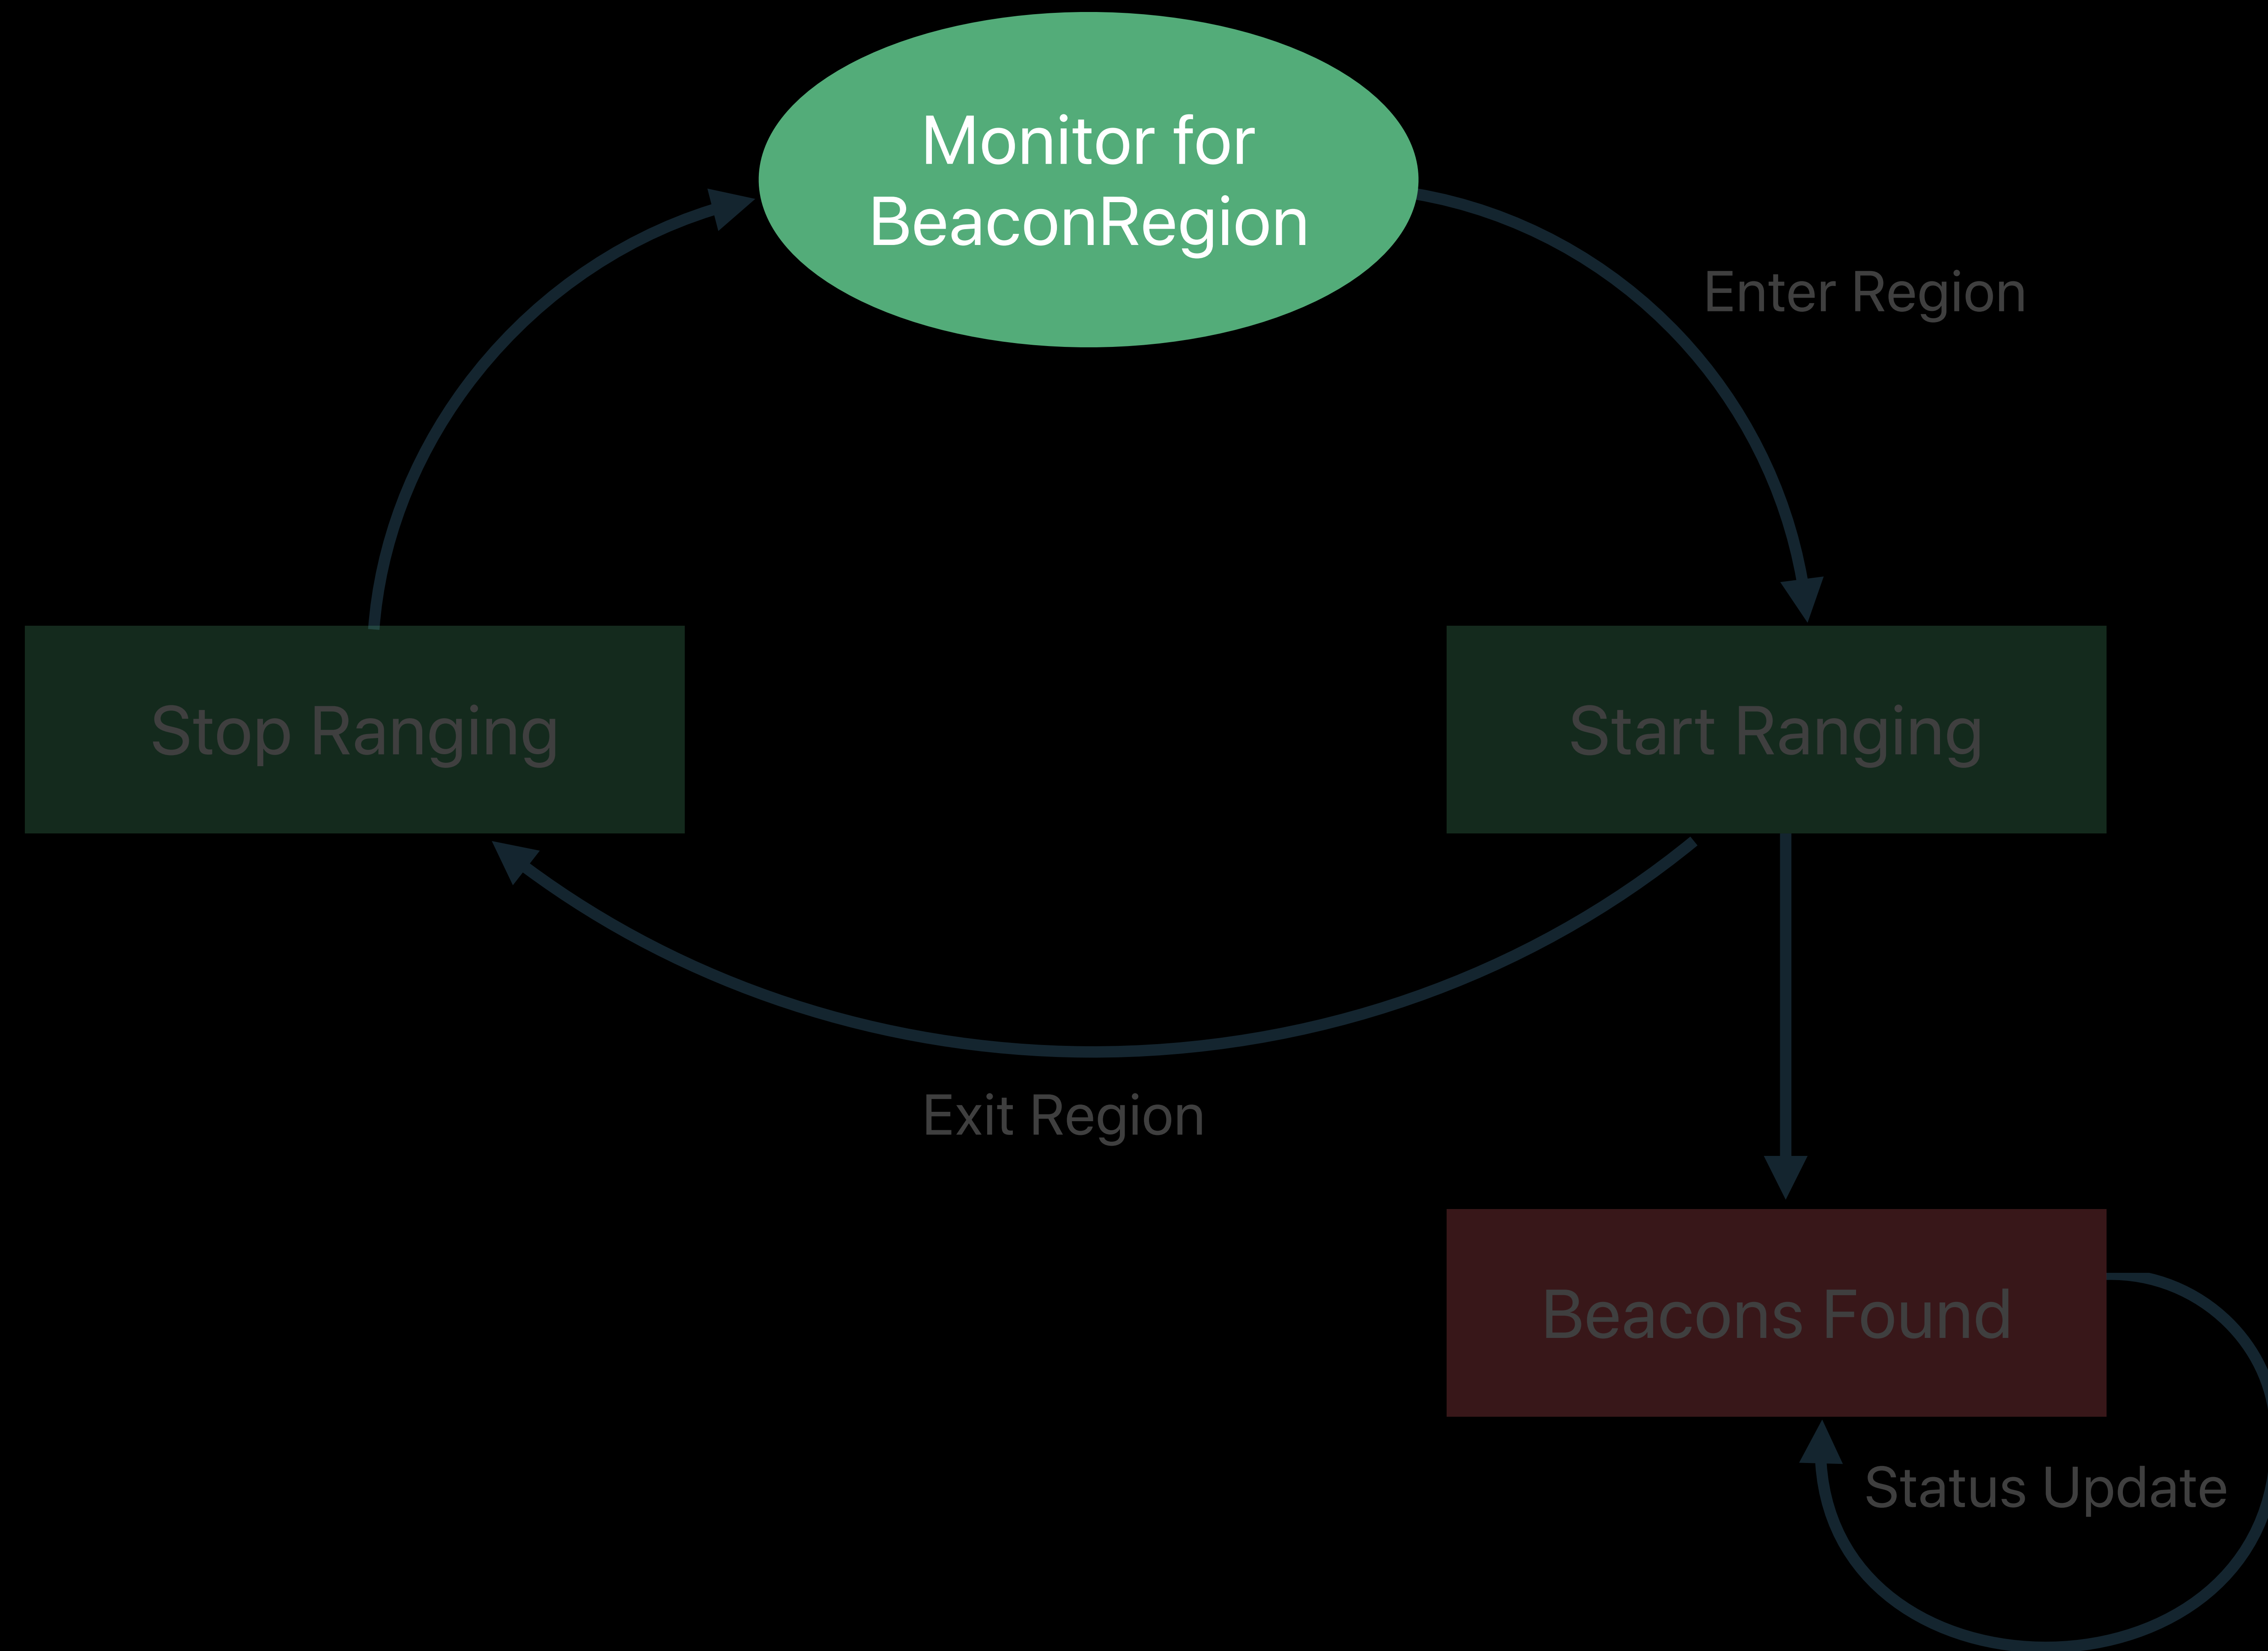 Monitor for
BeaconRegion
Enter Region
Stop Ranging
Start Ranging
Exit Region
Beacons Found
Status Update